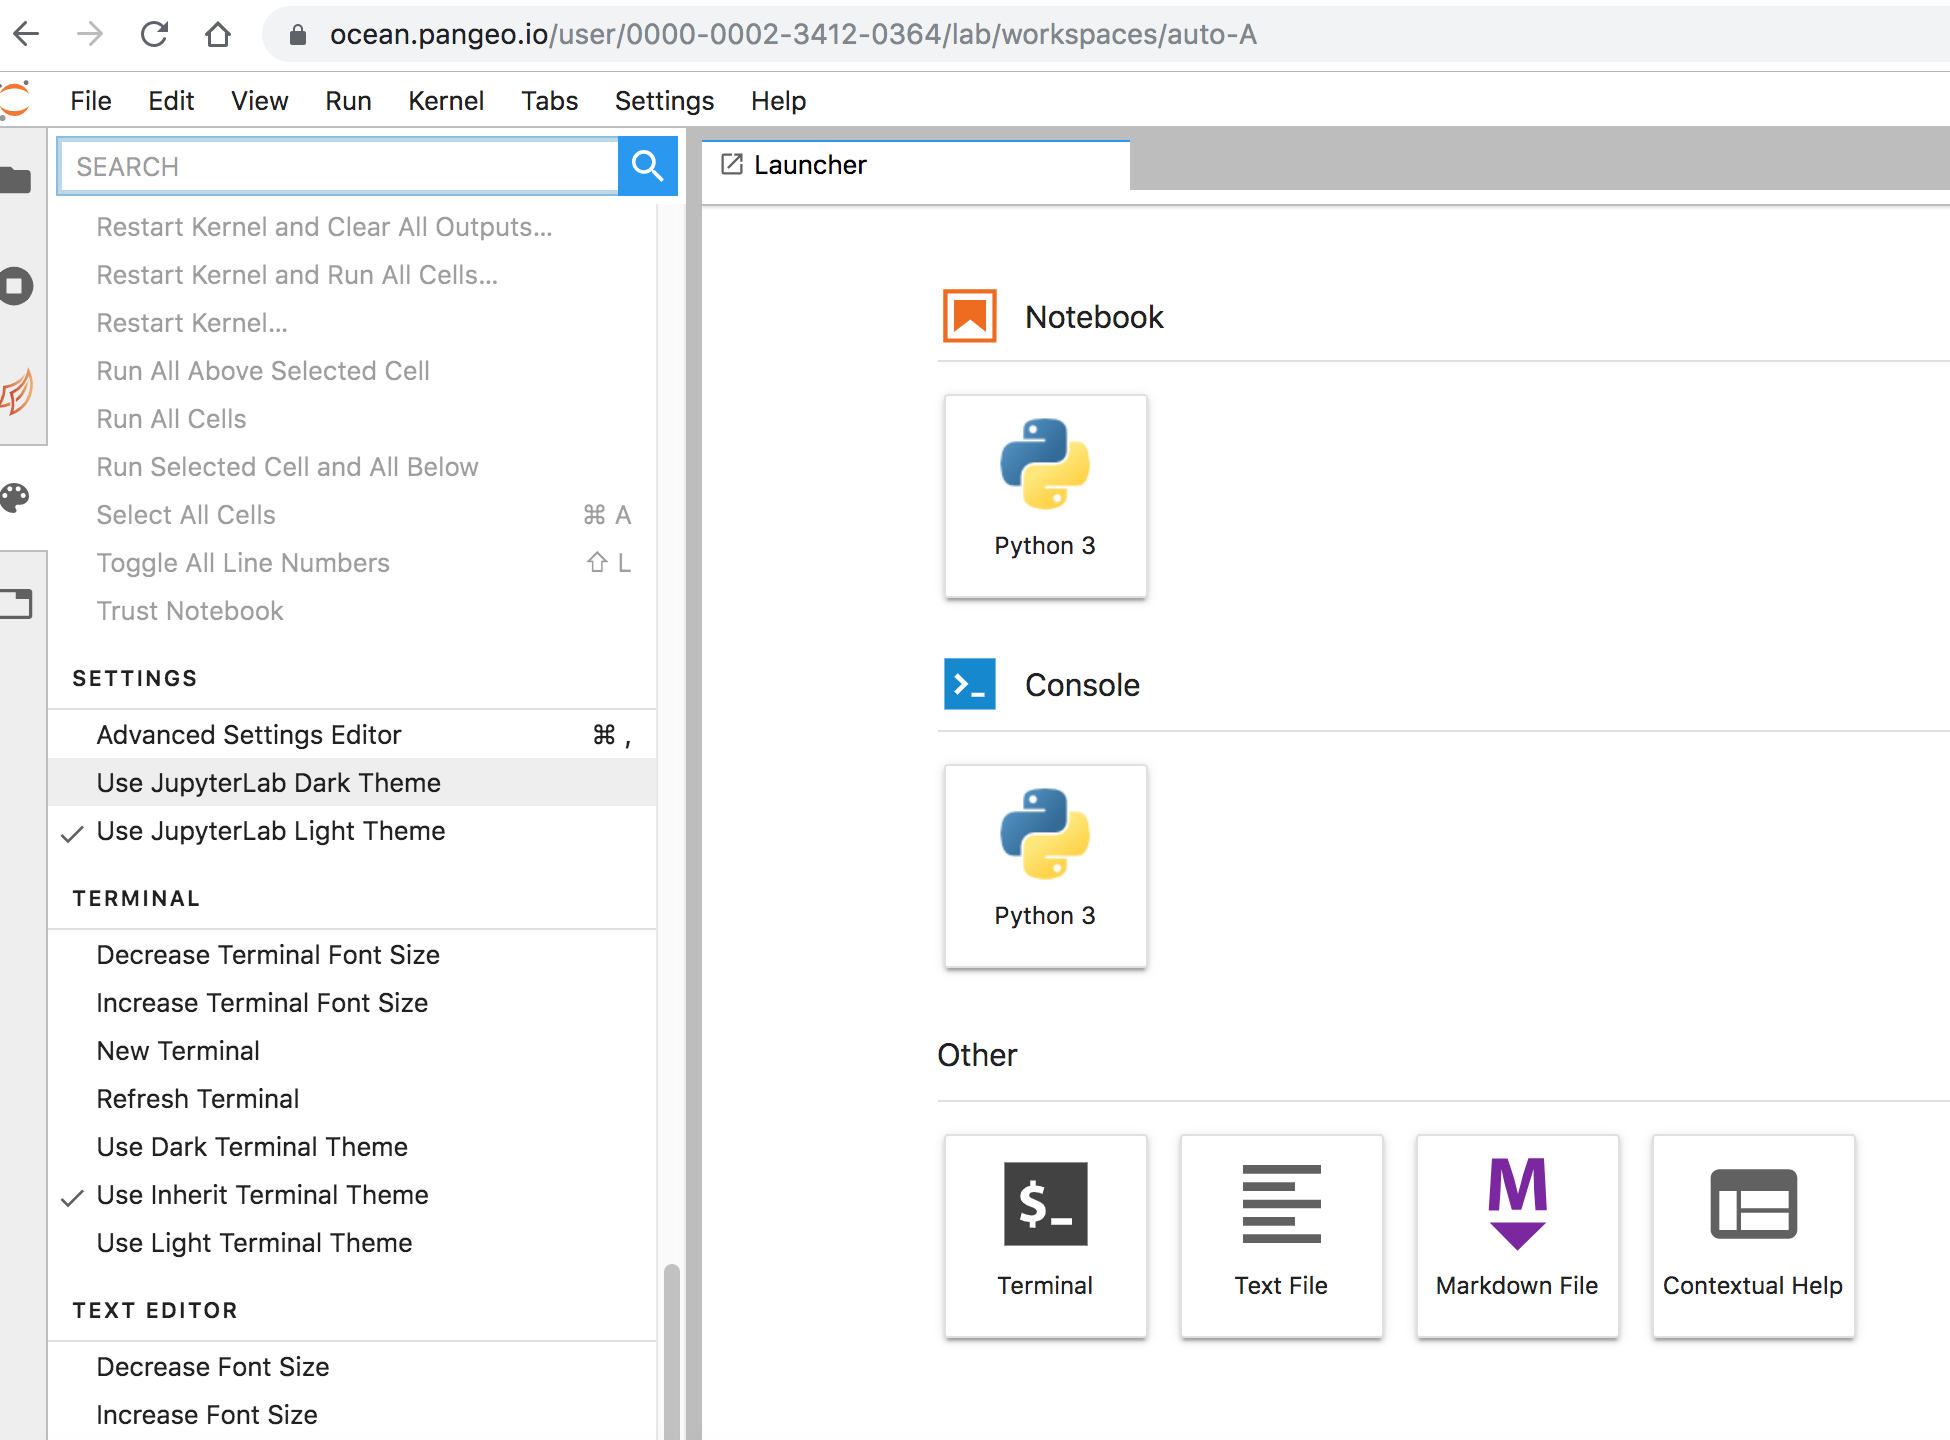 ocean.pangeo.io/user/0000-0002-3412-0364/lab/workspaces/auto-A
File Edit View Run Kernel Tabs Settings Help
SEARCH
Restart Kernel and Clear All Outputs...
Restart Kernel and Run All Cells...
Restart Kernel...
Run All Above Selected Cell
Run All Cells
Run Selected Cell and All Below
Select All Cells ⌘ A
Toggle All Line Numbers ⇧ L
Trust Notebook
SETTINGS
Advanced Settings Editor ⌘ ,
Use JupyterLab Dark Theme
Use JupyterLab Light Theme
TERMINAL
Decrease Terminal Font Size
Increase Terminal Font Size
New Terminal
Refresh Terminal
Use Dark Terminal Theme
Use Inherit Terminal Theme
Use Light Terminal Theme
TEXT EDITOR
Decrease Font Size
Increase Font Size
Launcher
Notebook
Python 3
Console
Python 3
Other
$_
M
Terminal
Text File
Markdown File
Contextual Help